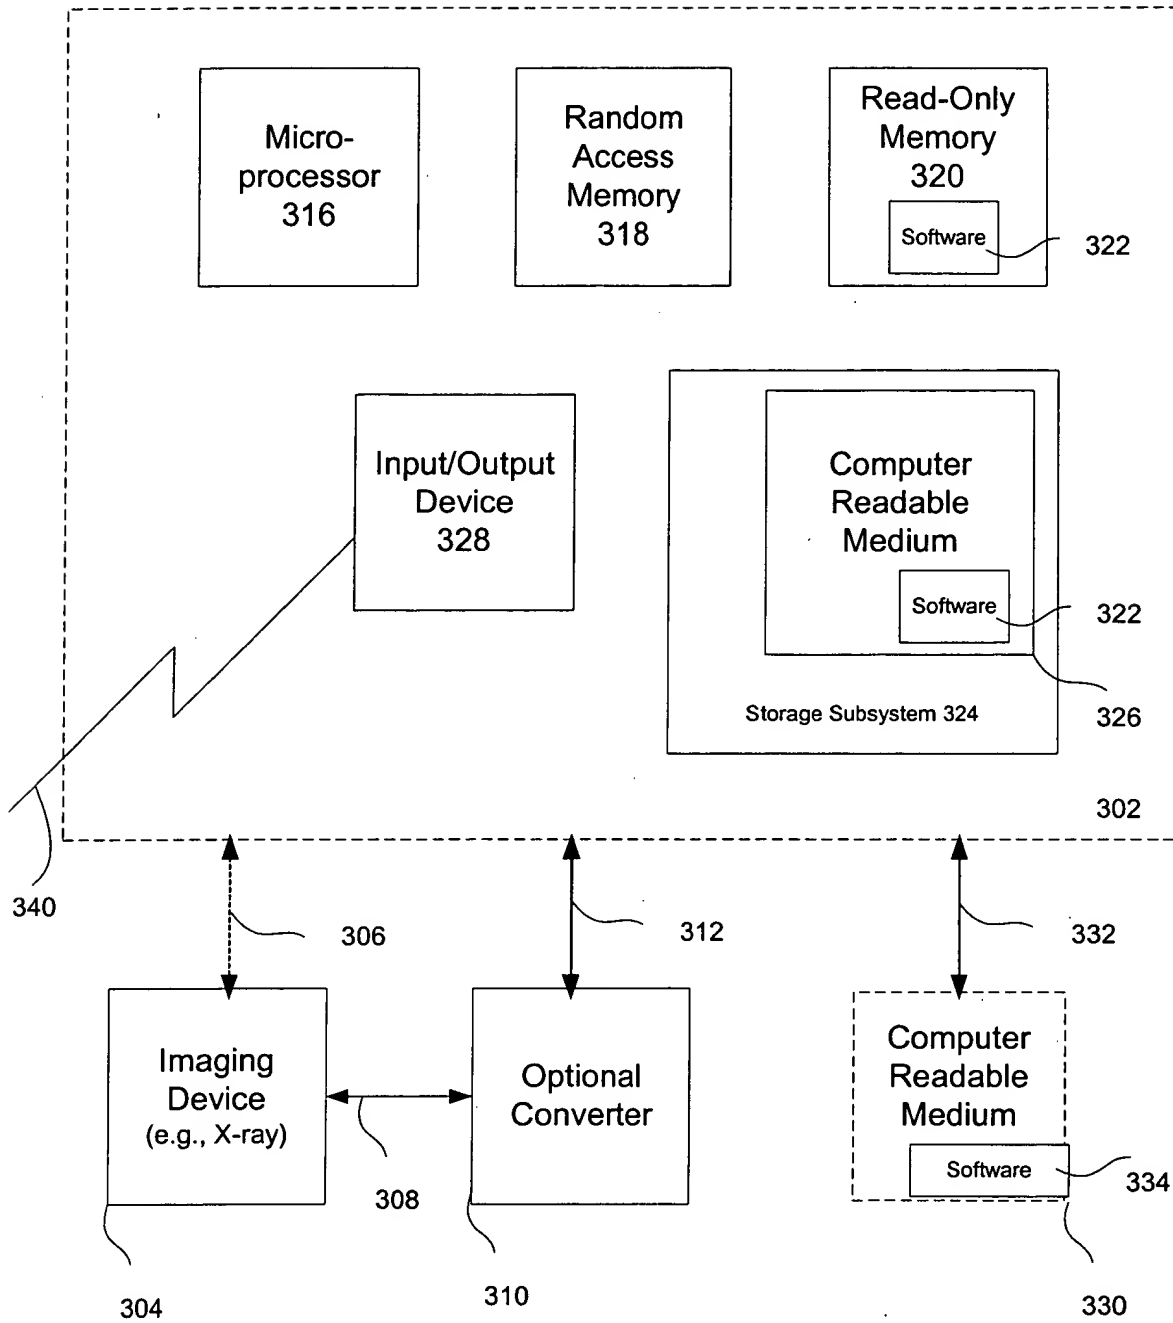 Micro-
processor
316
Random
Access
Memory
318
Read-Only
Memory
320
Software
322
Input/Output
Device
328
Computer
Readable
Medium
Software
322
326
Storage Subsystem 324
302
340
306
312
332
Imaging
Device
(e.g., X-ray)
Optional
Converter
Computer
Readable
Medium
Software
334
308
304
310
330